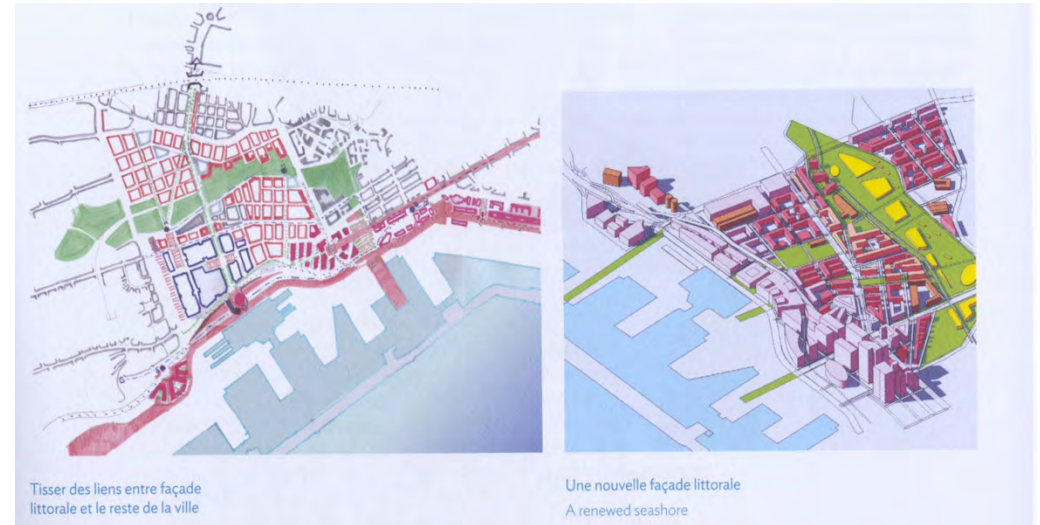 Tisser des liens entre façade
littorale et le reste de la ville
Une nouvelle façade littorale
A renewed seashore